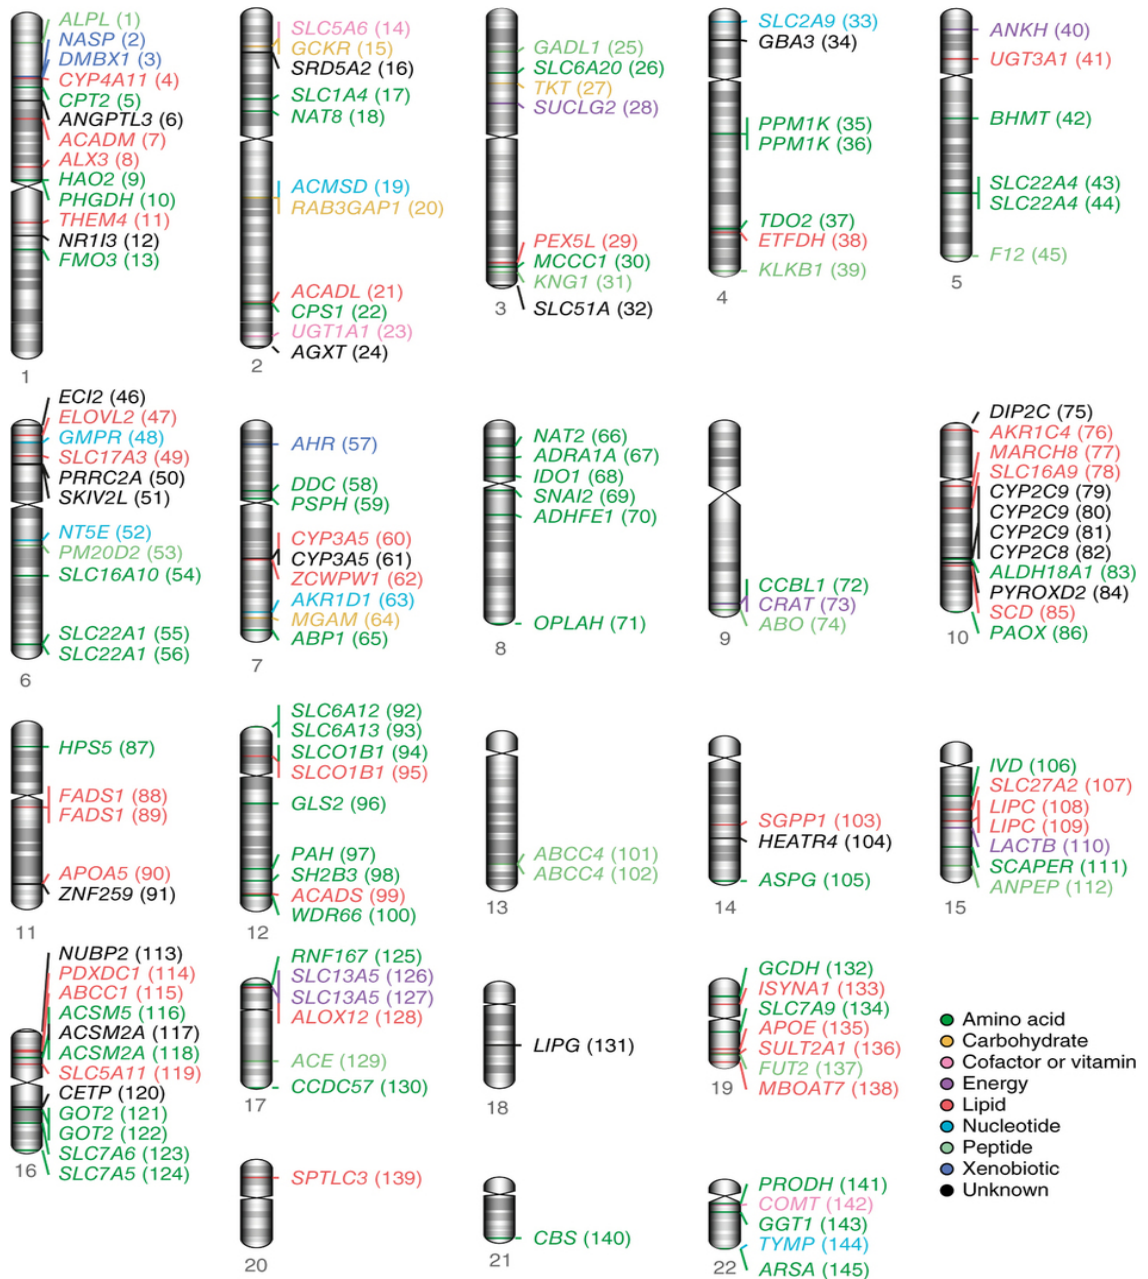 ALPL (1)
NASP (2)
DMBX1 (3)
CYP4A11 (4)
CPT2 (5)
ANGPTL3 (6)
ACADM (7)
ALX3 (8)
HAO2 (9)
PHGDH (10)
THEM4 (11)
NR1I3 (12)
FMO3 (13)
1
SLC5A6 (14)
GCKR (15)
SRD5A2 (16)
SLC1A4 (17)
NAT8 (18)
ACMSD (19)
RAB3GAP1 (20)
ACADL (21)
CPS1 (22)
UGT1A1 (23)
AGXT (24)
2
GADL1 (25)
SLC6A20 (26)
TKT (27)
SUCLG2 (28)
PEX5L (29)
MCCC1 (30)
KNG1 (31)
SLC51A (32)
3
SLC2A9 (33)
GBA3 (34)
PPM1K (35)
PPM1K (36)
TDO2 (37)
ETFDH (38)
KLKB1 (39)
4
ANKH (40)
UGT3A1 (41)
BHMT (42)
SLC22A4 (43)
SLC22A4 (44)
F12 (45)
5
ECI2 (46)
ELOVL2 (47)
GMPR (48)
SLC17A3 (49)
PRRC2A (50)
SKIV2L (51)
NT5E (52)
PM20D2 (53)
SLC16A10 (54)
SLC22A1 (55)
SLC22A1 (56)
6
AHR (57)
DDC (58)
PSPH (59)
CYP3A5 (60)
CYP3A5 (61)
ZCWPW1 (62)
AKR1D1 (63)
MGAM (64)
ABP1 (65)
7
NAT2 (66)
ADRA1A (67)
IDO1 (68)
SNAI2 (69)
ADHFE1 (70)
OPLAH (71)
8
CCBL1 (72)
CRAT (73)
ABO (74)
9
DIP2C (75)
AKR1C4 (76)
MARCH8 (77)
SLC16A9 (78)
CYP2C9 (79)
CYP2C9 (80)
CYP2C9 (81)
CYP2C8 (82)
ALDH18A1 (83)
PYROXD2 (84)
SCD (85)
PAOX (86)
10
HPS5 (87)
FADS1 (88)
FADS1 (89)
APOA5 (90)
ZNF259 (91)
11
SLC6A12 (92)
SLC6A13 (93)
SLCO1B1 (94)
SLCO1B1 (95)
GLS2 (96)
PAH (97)
SH2B3 (98)
ACADS (99)
WDR66 (100)
12
ABCC4 (101)
ABCC4 (102)
13
SGPP1 (103)
HEATR4 (104)
ASPG (105)
14
IVD (106)
SLC27A2 (107)
LIPC (108)
LIPC (109)
LACTB (110)
SCAPER (111)
ANPEP (112)
15
NUBP2 (113)
PDXDC1 (114)
ABCC1 (115)
ACSM5 (116)
ACSM2A (117)
ACSM2A (118)
SLC5A11 (119)
CETP (120)
GOT2 (121)
GOT2 (122)
SLC7A6 (123)
SLC7A5 (124)
16
RNF167 (125)
SLC13A5 (126)
SLC13A5 (127)
ALOX12 (128)
ACE (129)
CCDC57 (130)
17
LIPG (131)
18
GCDH (132)
ISYNA1 (133)
SLC7A9 (134)
APOE (135)
SULT2A1 (136)
FUT2 (137)
MBOAT7 (138)
19
SPTLC3 (139)
20
CBS (140)
21
PRODH (141)
COMT (142)
GGT1 (143)
TYMP (144)
ARSA (145)
22
Amino acid
Carbohydrate
Cofactor or vitamin
Energy
Lipid
Nucleotide
Peptide
Xenobiotic
Unknown